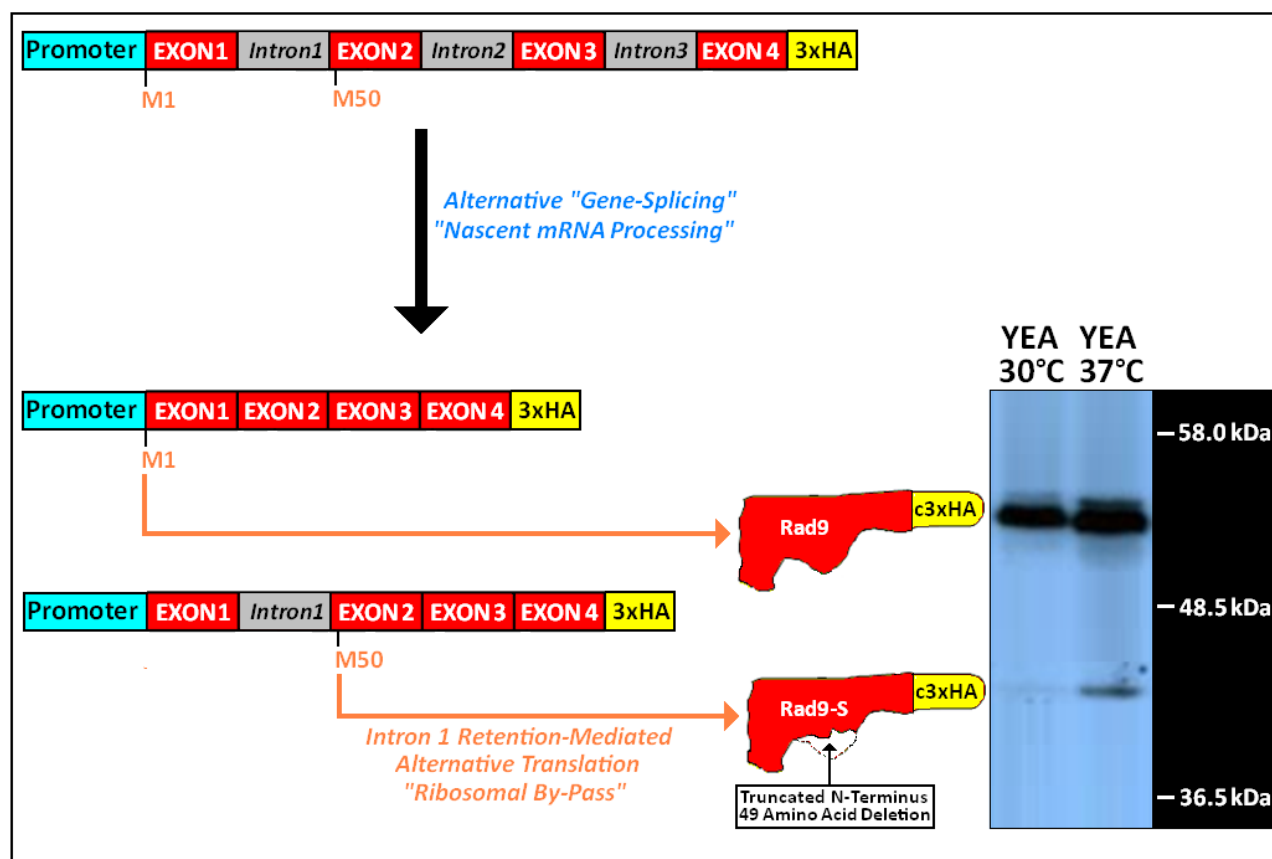 Promoter EXON1 Intron1 EXON 2 Intron2 EXON 3 Intron3 EXON 4 3xHA
M1 M50
Alternative "Gene-Splicing"
"Nascent mRNA Processing"
YEA YEA
30°C 37°C
Promoter EXON1 EXON 2 EXON 3 EXON 4 3xHA
M1
58.0 kDa
Rad9 c3xHA
48.5 kDa
Promoter EXON1 Intron1 EXON 2 EXON 3 EXON 4 3xHA
M50
Rad9-S c3xHA
Intron 1 Retention-Mediated
Alternative Translation
"Ribosomal By-Pass"
Truncated N-Terminus
49 Amino Acid Deletion
36.5 kDa